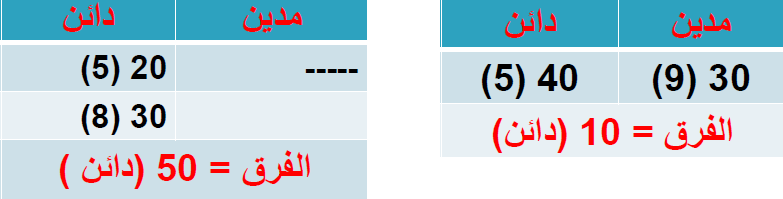 مدين دائن
30 (9) 40 (5)
الفرق = 10 (دائن)
مدين دائن
----- 20 (5)
30 (8)
الفرق = 50 (دائن )